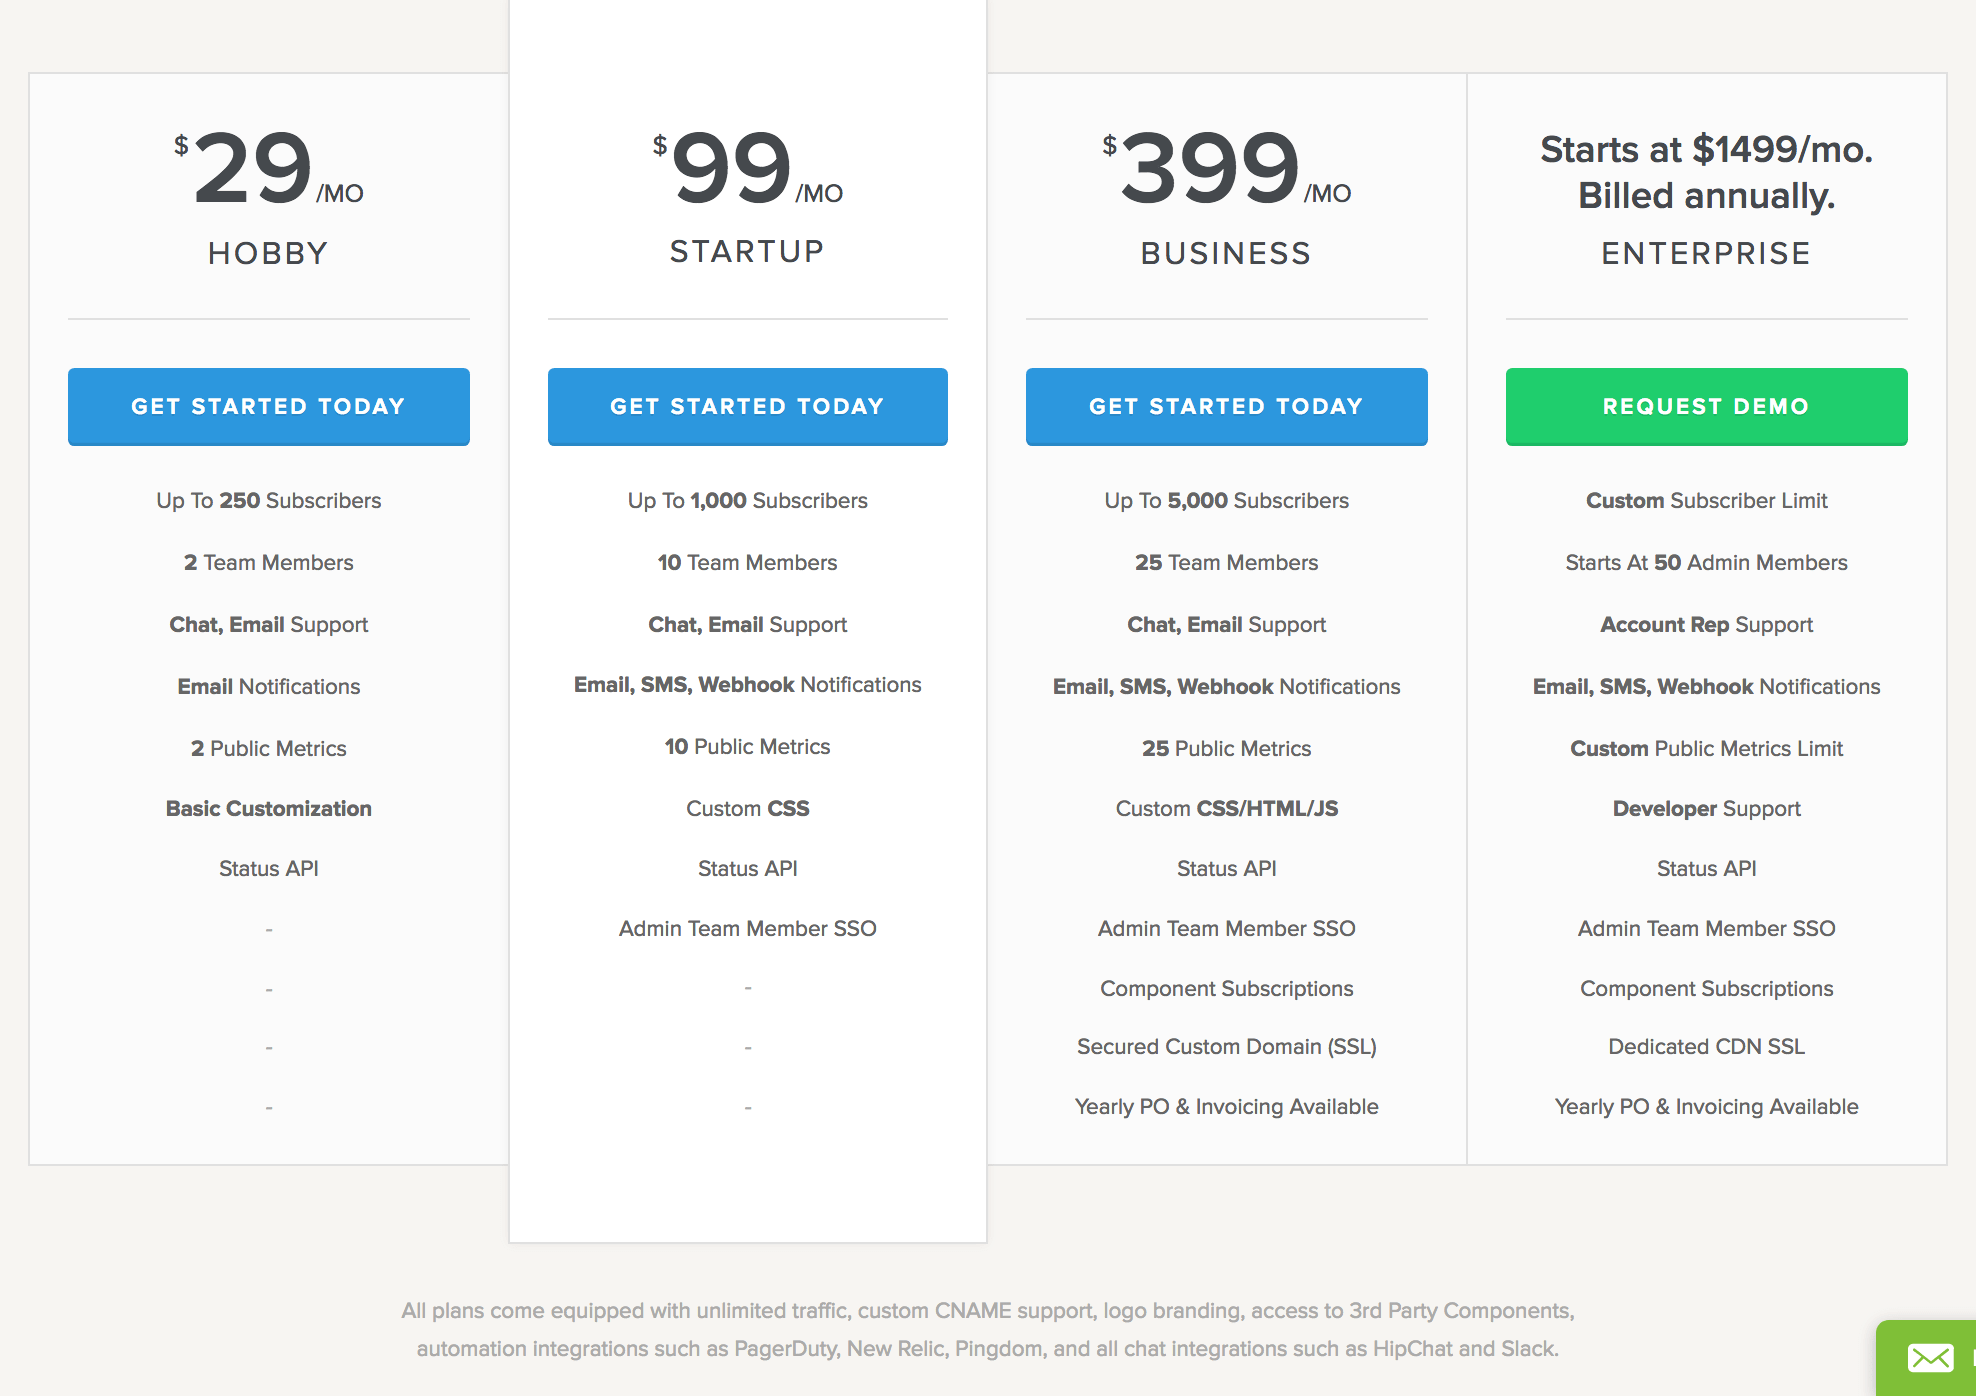 $29/MO
HOBBY
GET STARTED TODAY
Up To 250 Subscribers
2 Team Members
Chat, Email Support
Email Notifications
2 Public Metrics
Basic Customization
Status API
-
-
-
-
$99/MO
STARTUP
GET STARTED TODAY
Up To 1,000 Subscribers
10 Team Members
Chat, Email Support
Email, SMS, Webhook Notifications
10 Public Metrics
Custom CSS
Status API
Admin Team Member SSO
-
-
-
$399/MO
BUSINESS
GET STARTED TODAY
Up To 5,000 Subscribers
25 Team Members
Chat, Email Support
Email, SMS, Webhook Notifications
25 Public Metrics
Custom CSS/HTML/JS
Status API
Admin Team Member SSO
Component Subscriptions
Secured Custom Domain (SSL)
Yearly PO & Invoicing Available
Starts at $1499/mo.
Billed annually.
ENTERPRISE
REQUEST DEMO
Custom Subscriber Limit
Starts At 50 Admin Members
Account Rep Support
Email, SMS, Webhook Notifications
Custom Public Metrics Limit
Developer Support
Status API
Admin Team Member SSO
Component Subscriptions
Dedicated CDN SSL
Yearly PO & Invoicing Available
All plans come equipped with unlimited traffic, custom CNAME support, logo branding, access to 3rd Party Components,
automation integrations such as PagerDuty, New Relic, Pingdom, and all chat integrations such as HipChat and Slack.